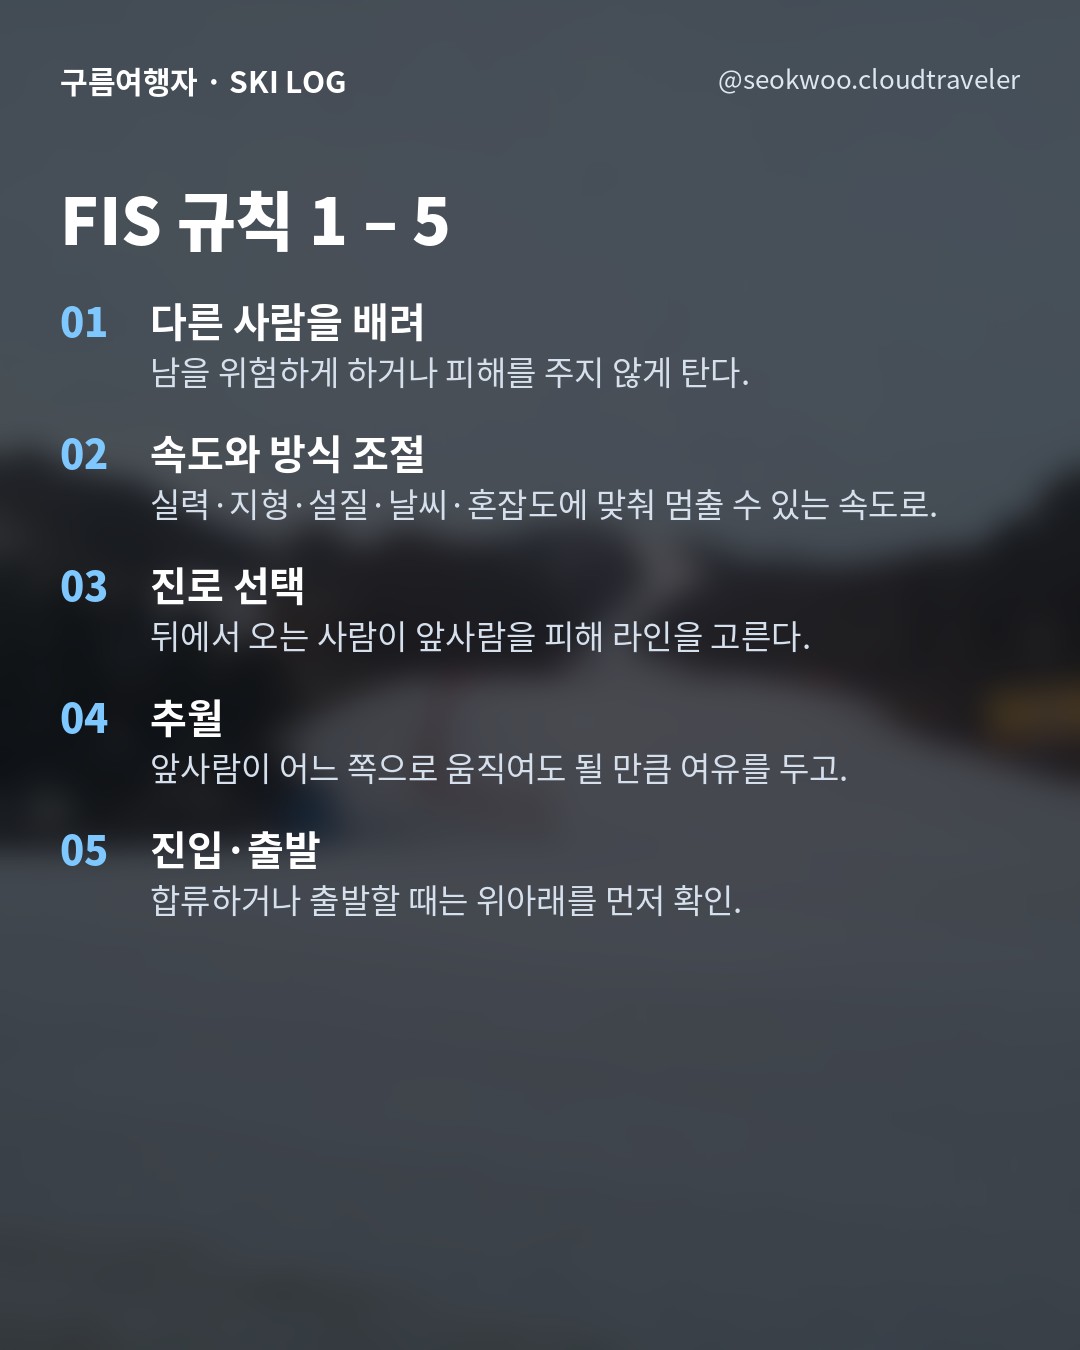 구름여행자 · SKI LOG
@seokwoo.cloudtraveler
FIS 규칙 1 – 5
01 다른 사람을 배려
남을 위험하게 하거나 피해를 주지 않게 탄다.
02 속도와 방식 조절
실력·지형·설질·날씨·혼잡도에 맞춰 멈출 수 있는 속도로.
03 진로 선택
뒤에서 오는 사람이 앞사람을 피해 라인을 고른다.
04 추월
앞사람이 어느 쪽으로 움직여도 될 만큼 여유를 두고.
05 진입·출발
합류하거나 출발할 때는 위아래를 먼저 확인.